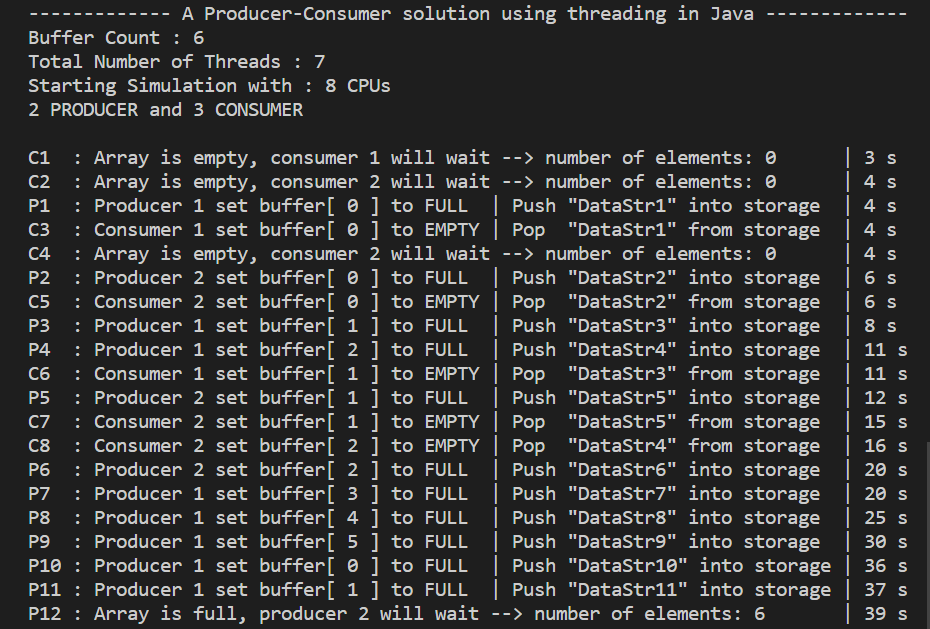 ------------- A Producer-Consumer solution using threading in Java -------------
Buffer Count : 6
Total Number of Threads : 7
Starting Simulation with : 8 CPUs
2 PRODUCER and 3 CONSUMER
C1  : Array is empty, consumer 1 will wait --> number of elements: 0      | 3 s
C2  : Array is empty, consumer 2 will wait --> number of elements: 0      | 4 s
P1  : Producer 1 set buffer[ 0 ] to FULL  | Push "DataStr1" into storage  | 4 s
C3  : Consumer 1 set buffer[ 0 ] to EMPTY | Pop  "DataStr1" from storage  | 4 s
C4  : Array is empty, consumer 2 will wait --> number of elements: 0      | 4 s
P2  : Producer 2 set buffer[ 0 ] to FULL  | Push "DataStr2" into storage  | 6 s
C5  : Consumer 2 set buffer[ 0 ] to EMPTY | Pop  "DataStr2" from storage  | 6 s
P3  : Producer 1 set buffer[ 1 ] to FULL  | Push "DataStr3" into storage  | 8 s
P4  : Producer 1 set buffer[ 2 ] to FULL  | Push "DataStr4" into storage  | 11 s
C6  : Consumer 1 set buffer[ 1 ] to EMPTY | Pop  "DataStr3" from storage  | 11 s
P5  : Producer 2 set buffer[ 1 ] to FULL  | Push "DataStr5" into storage  | 12 s
C7  : Consumer 2 set buffer[ 1 ] to EMPTY | Pop  "DataStr5" from storage  | 15 s
C8  : Consumer 2 set buffer[ 2 ] to EMPTY | Pop  "DataStr4" from storage  | 16 s
P6  : Producer 2 set buffer[ 2 ] to FULL  | Push "DataStr6" into storage  | 20 s
P7  : Producer 1 set buffer[ 3 ] to FULL  | Push "DataStr7" into storage  | 20 s
P8  : Producer 1 set buffer[ 4 ] to FULL  | Push "DataStr8" into storage  | 25 s
P9  : Producer 1 set buffer[ 5 ] to FULL  | Push "DataStr9" into storage  | 30 s
P10 : Producer 1 set buffer[ 0 ] to FULL  | Push "DataStr10" into storage | 36 s
P11 : Producer 1 set buffer[ 1 ] to FULL  | Push "DataStr11" into storage | 37 s
P12 : Array is full, producer 2 will wait --> number of elements: 6       | 39 s